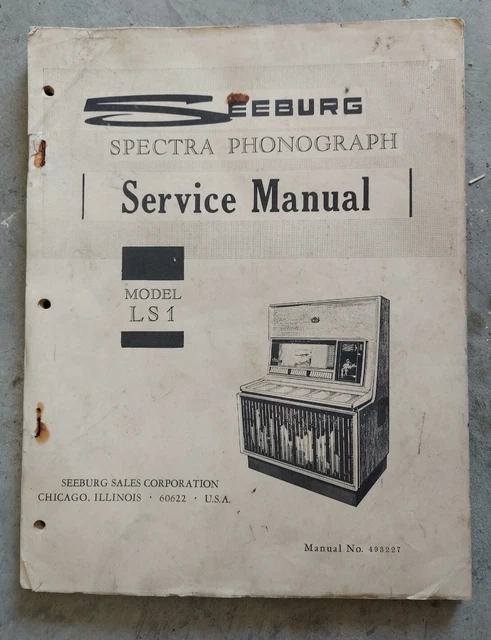 SEEBURG
SPECTRA PHONOGRAPH
Service Manual
MODEL
LS1
SEEBURG SALES CORPORATION
CHICAGO, ILLINOIS · 60622 · U.S.A.
Manual No. 493227